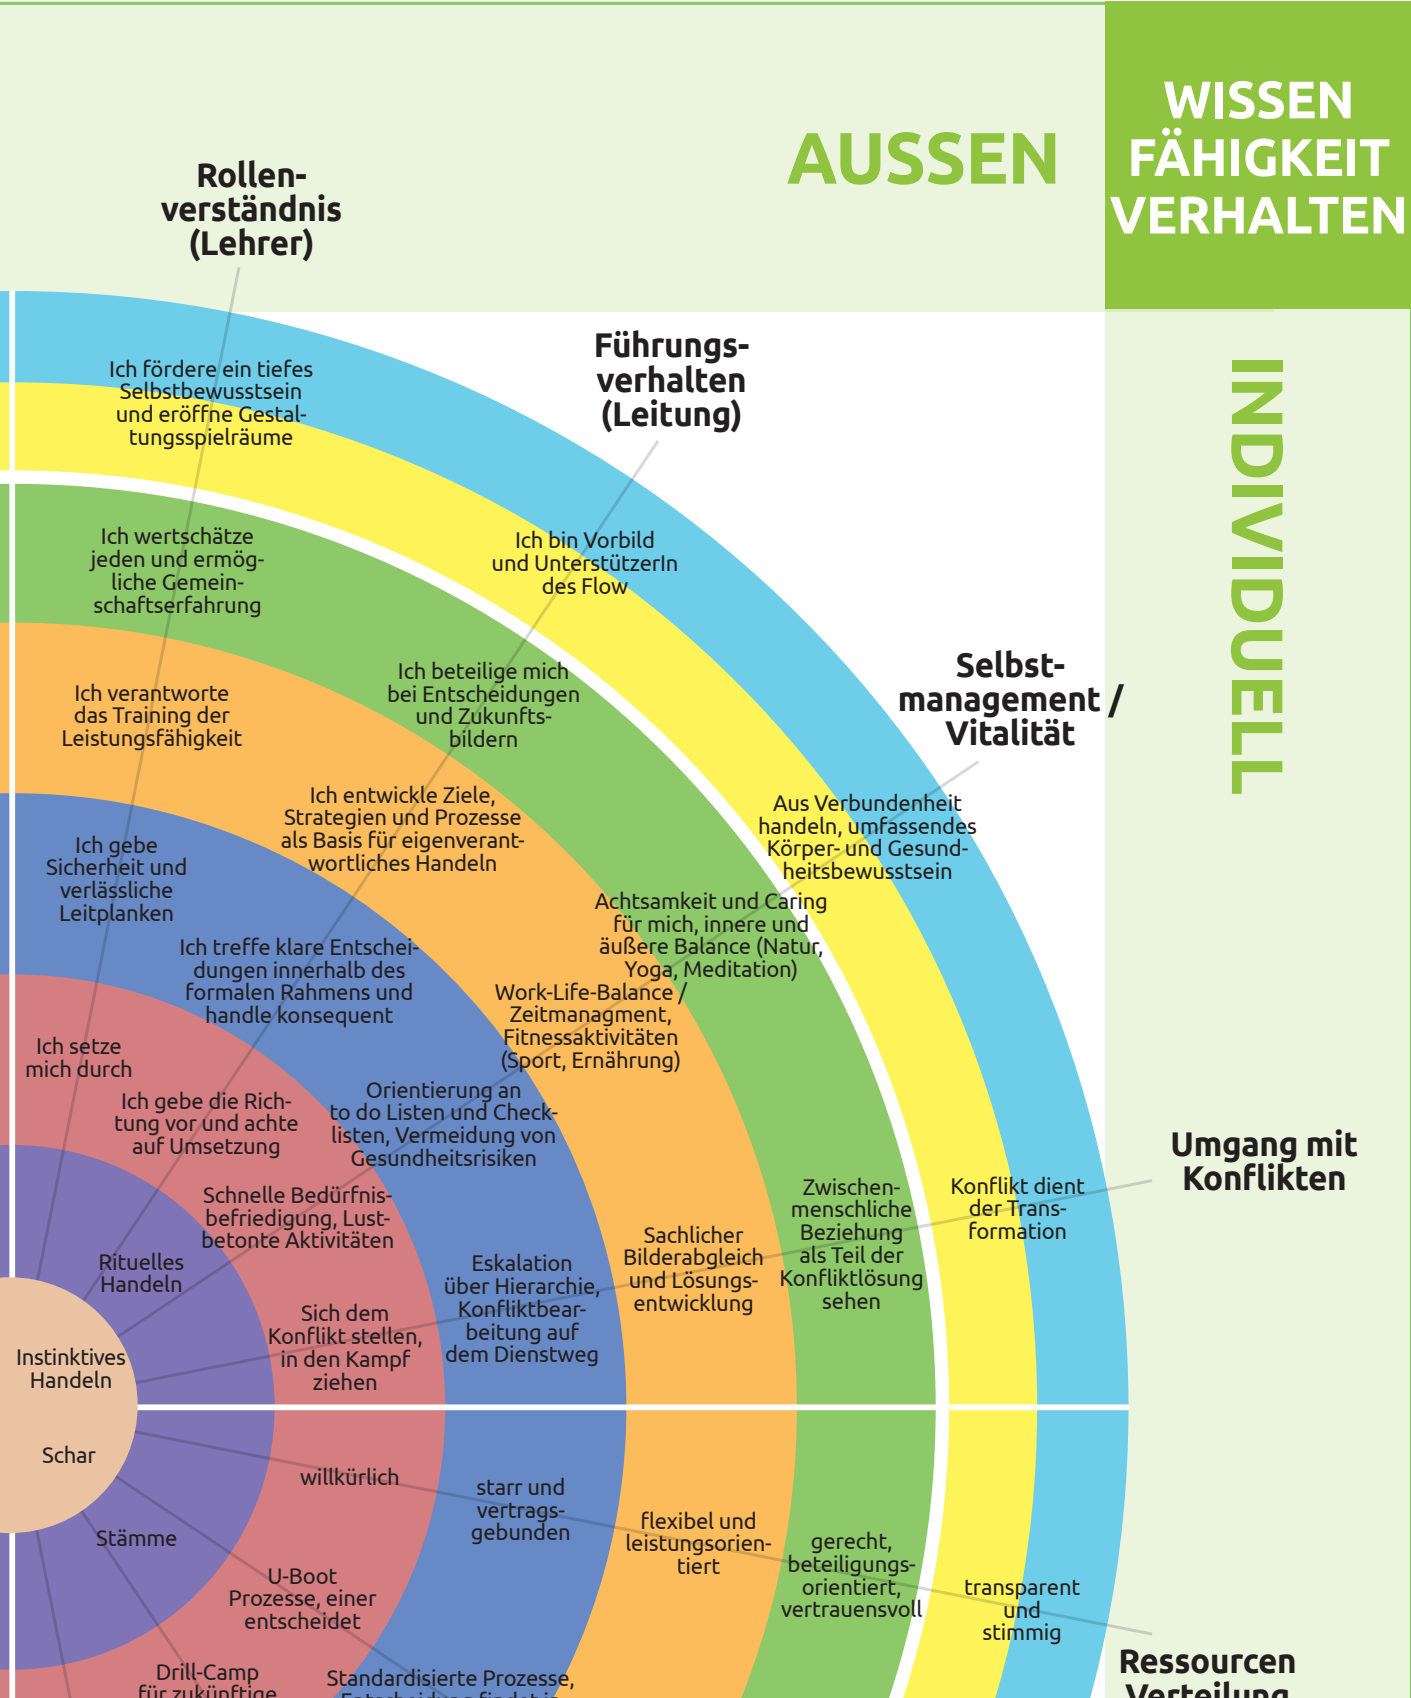 WISSEN
FÄHIGKEIT
VERHALTEN
AUSSEN
INDIVIDUELL
Rollen-
verständnis
(Lehrer)
Ich fördere ein tiefes
Selbstbewusstsein
und eröffne Gestal-
tungsspielräume
Ich wertschätze
jeden und ermög-
liche Gemein-
schaftserfahrung
Ich verantworte
das Training der
Leistungsfähigkeit
Ich gebe
Sicherheit und
verlässliche
Leitplanken
Ich setze
mich durch
Führungs-
verhalten
(Leitung)
Ich bin Vorbild
und UnterstützerIn
des Flow
Ich beteilige mich
bei Entscheidungen
und Zukunfts-
bildern
Ich entwickle Ziele,
Strategien und Prozesse
als Basis für eigenverant-
wortliches Handeln
Ich treffe klare Entschei-
dungen innerhalb des
formalen Rahmens und
handle konsequent
Ich gebe die Rich-
tung vor und achte
auf Umsetzung
Selbst-
management /
Vitalität
Aus Verbundenheit
handeln, umfassendes
Körper- und Gesund-
heitsbewusstsein
Achtsamkeit und Caring
für mich, innere und
äußere Balance (Natur,
Yoga, Meditation)
Work-Life-Balance /
Zeitmanagment,
Fitnessaktivitäten
(Sport, Ernährung)
Orientierung an
to do Listen und Check-
listen, Vermeidung von
Gesundheitsrisiken
Schnelle Bedürfnis-
befriedigung, Lust-
betonte Aktivitäten
Rituelles
Handeln
Umgang mit
Konflikten
Konflikt dient
der Trans-
formation
Zwischen-
menschliche
Beziehung
als Teil der
Konfliktlösung
sehen
Sachlicher
Bilderabgleich
und Lösungs-
entwicklung
Eskalation
über Hierarchie,
Konfliktbear-
beitung auf
dem Dienstweg
Sich dem
Konflikt stellen,
in den Kampf
ziehen
Instinktives
Handeln
Schar
Stämme
willkürlich
starr und
vertrags-
gebunden
flexibel und
leistungsorien-
tiert
gerecht,
beteiligungs-
orientiert,
vertrauensvoll
transparent
und
stimmig
Ressourcen
Verteilung
U-Boot
Prozesse, einer
entscheidet
Drill-Camp
für zukünftige
Standardisierte Prozesse,
Entscheidung findet in